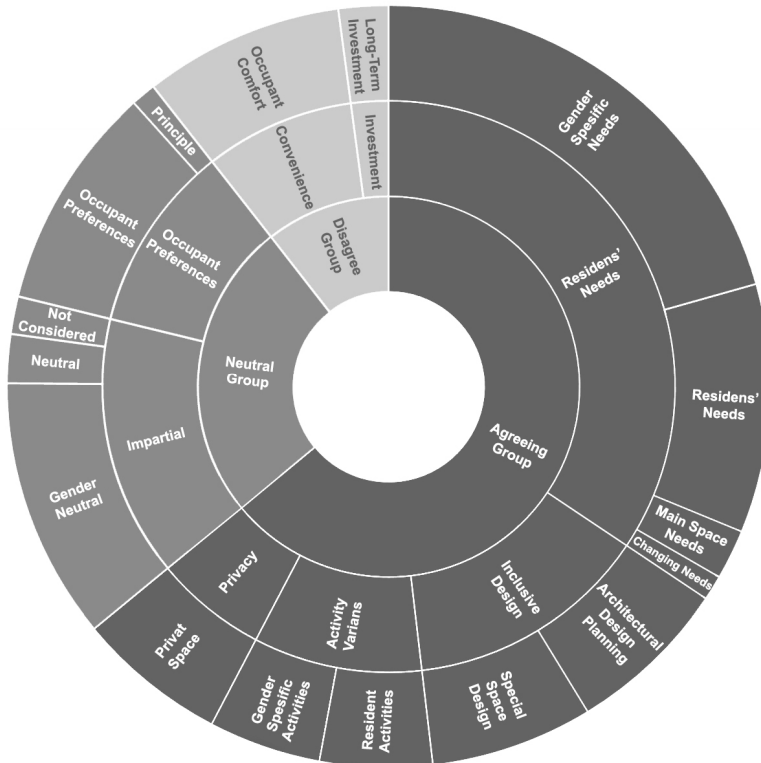 Long-Term
Investment
Occupant
Comfort
Principle
Occupant
Preferences
Not
Considered
Neutral
Gender
Neutral
Investment
Convenience
Occupant
Preferences
Impartial
Disagree
Group
Neutral
Group
Agreeing
Group
Residens'
Needs
Inclusive
Design
Activity
Varians
Privacy
Gender
Spesific
Needs
Residens'
Needs
Main Space
Needs
Changing Needs
Architectural
Design
Planning
Special
Space
Design
Resident
Activities
Gender
Spesific
Activities
Privat
Space